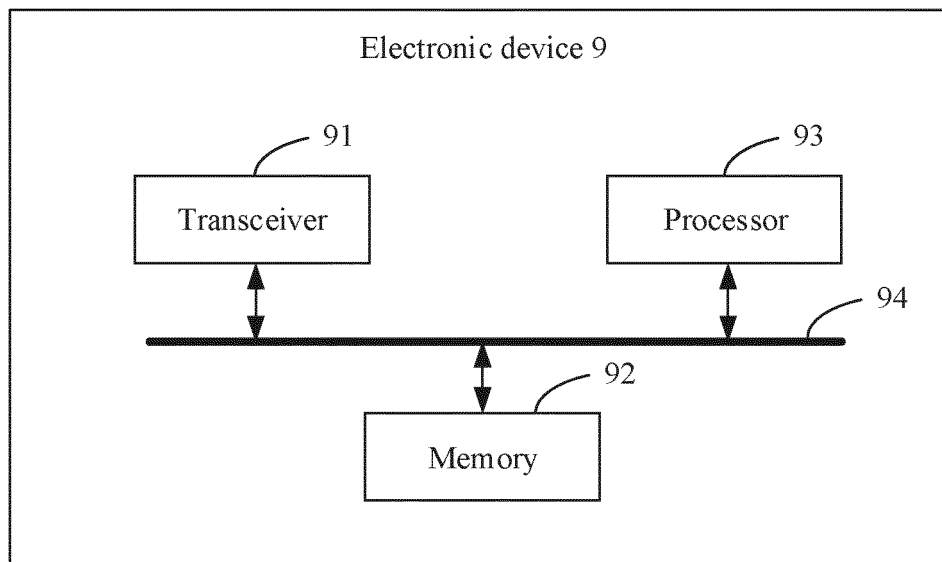 Electronic device 9
91
93
Transceiver
Processor
94
92
Memory